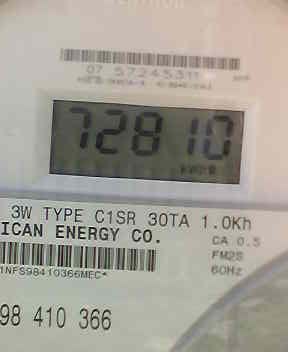 07 57245311
72810
3W TYPE C1SR 30TA 1.0Kh
ICAN ENERGY CO.
CA 0.5
FM2S
60Hz
1NFS98410366MEC*
98 410 366